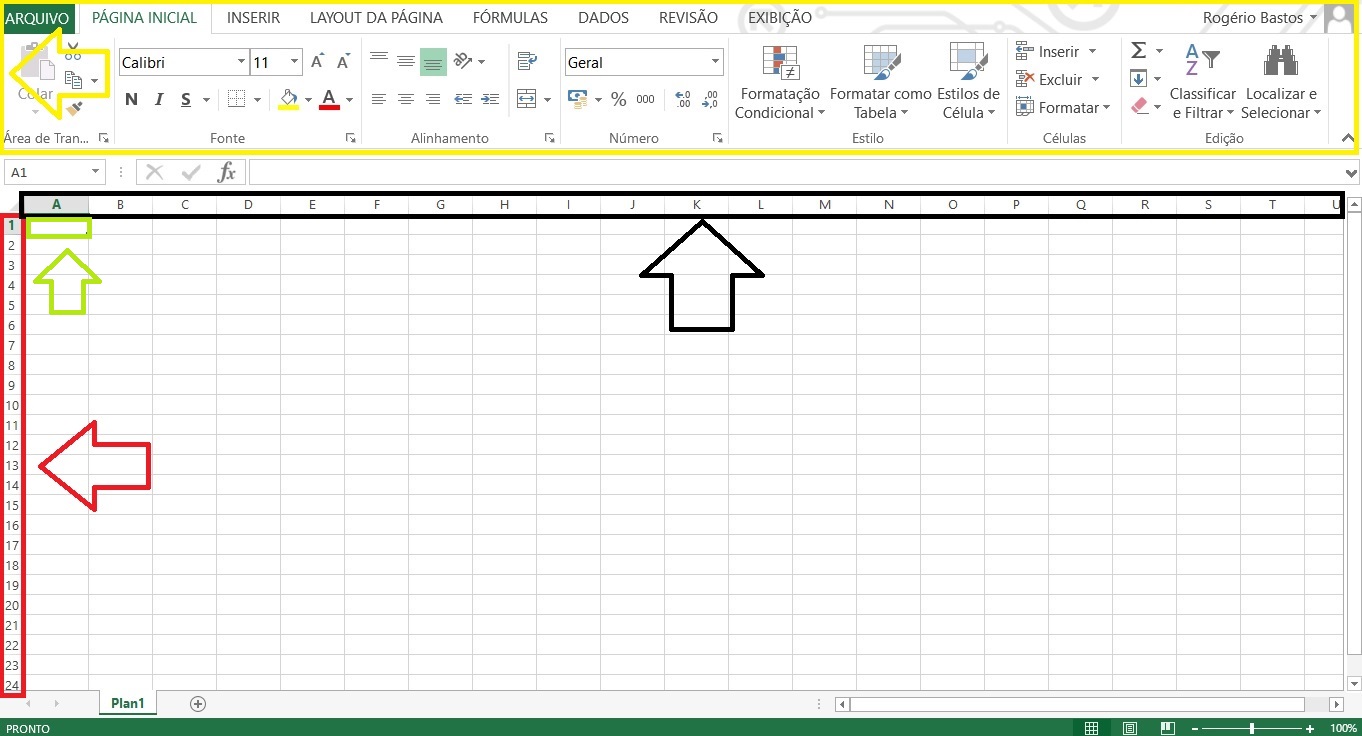 ARQUIVO PÁGINA INICIAL INSERIR LAYOUT DA PÁGINA FÓRMULAS DADOS REVISÃO EXIBIÇÃO Rogério Bastos
Colar
Calibri 11
N I S A
Geral
% 000 ,00 ,0
Formatação Condicional
Formatar como Tabela
Estilos de Célula
Inserir
Excluir
Formatar
Σ
Classificar e Filtrar
Localizar e Selecionar
Área de Tran... Fonte Alinhamento Número Estilo Células Edição
A1 fx
A B C D E F G H I J K L M N O P Q R S T U
1
2
3
4
5
6
7
8
9
10
11
12
13
14
15
16
17
18
19
20
21
22
23
24
Plan1
PRONTO 100%